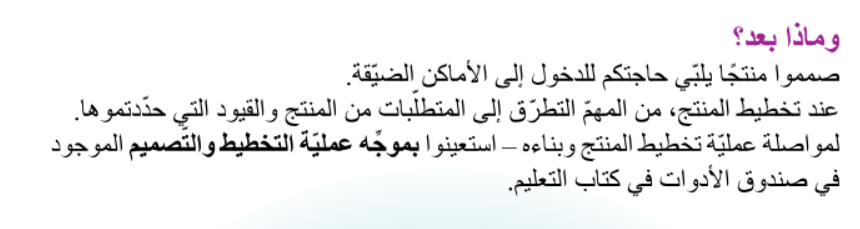 وماذا بعد؟
صمموا منتجًا يلبّي حاجتكم للدخول إلى الأماكن الضيّقة.
عند تخطيط المنتج، من المهمّ التطرّق إلى المتطلّبات من المنتج والقيود التي حدّدتموها.
لمواصلة عمليّة تخطيط المنتج وبناءه – استعينوا بموجِّه عمليّة التخطيط والتّصميم الموجود
في صندوق الأدوات في كتاب التعليم.